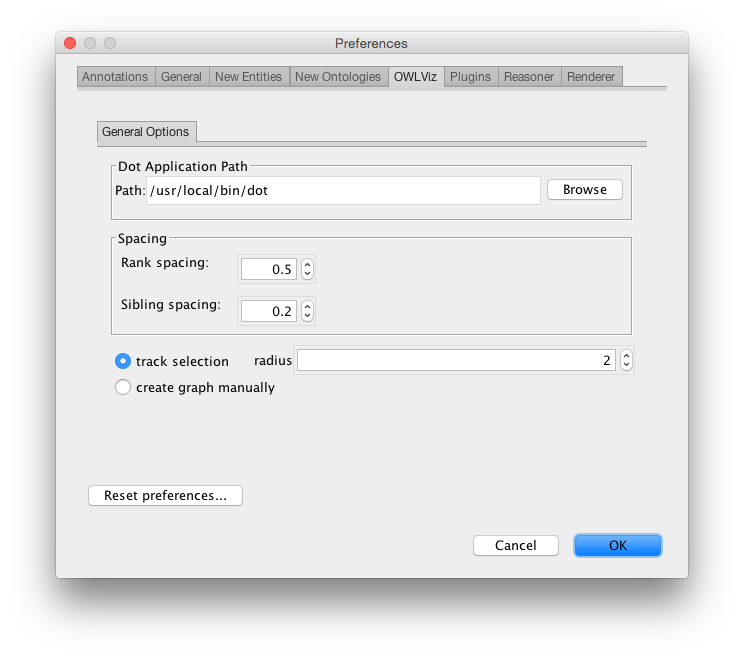 Preferences
Annotations General New Entities New Ontologies OWLViz Plugins Reasoner Renderer
General Options
Dot Application Path
Path: /usr/local/bin/dot Browse
Spacing
Rank spacing: 0.5
Sibling spacing: 0.2
track selection radius 2
create graph manually
Reset preferences...
Cancel OK